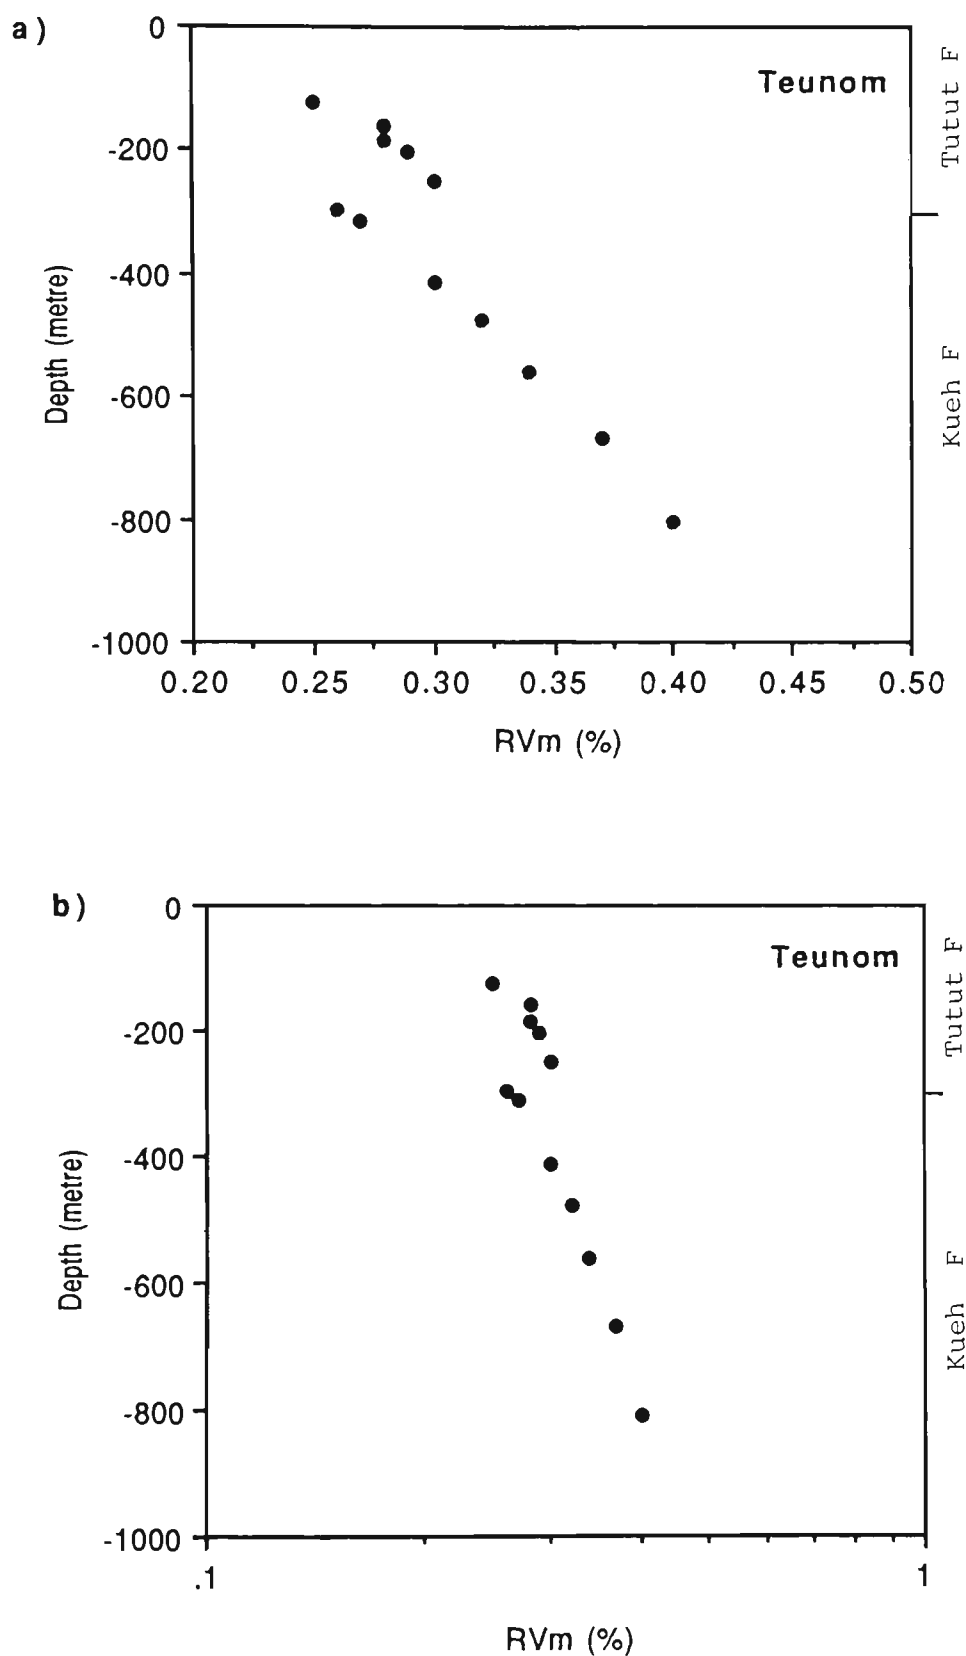 a)
0
Teunom
Tutut F
-200
-400
Depth (metre)
Kueh F
-600
-800
-1000
0.20 0.25 0.30 0.35 0.40 0.45 0.50
RVm (%)
b)
0
Teunom
Tutut F
-200
-400
Depth (metre)
Kueh F
-600
-800
-1000
.1 1
RVm (%)